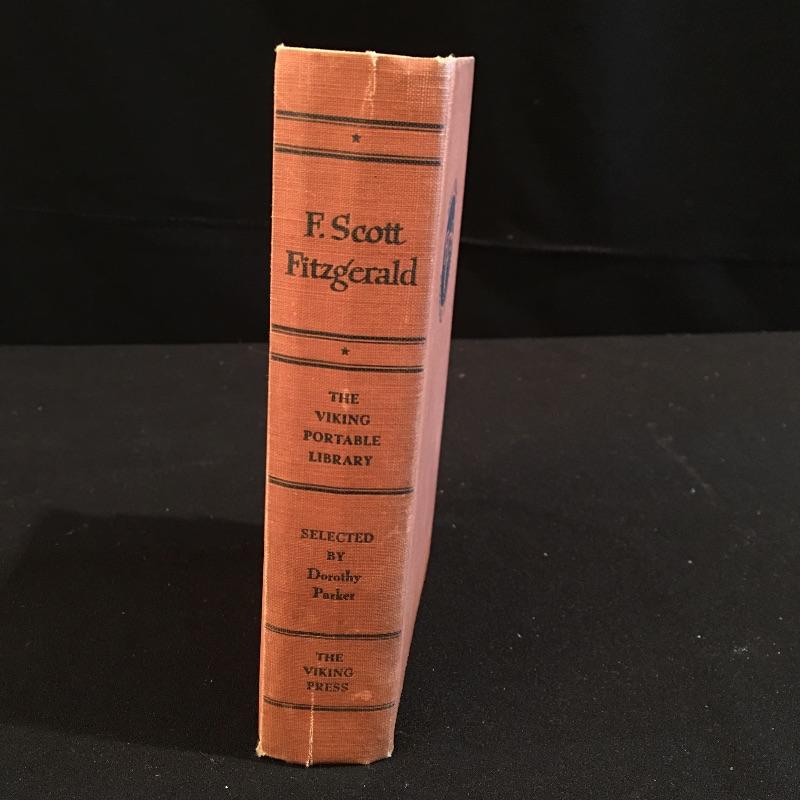 F. Scott
Fitzgerald
THE
VIKING
PORTABLE
LIBRARY
SELECTED
BY
Dorothy
Parker
THE
VIKING
PRESS